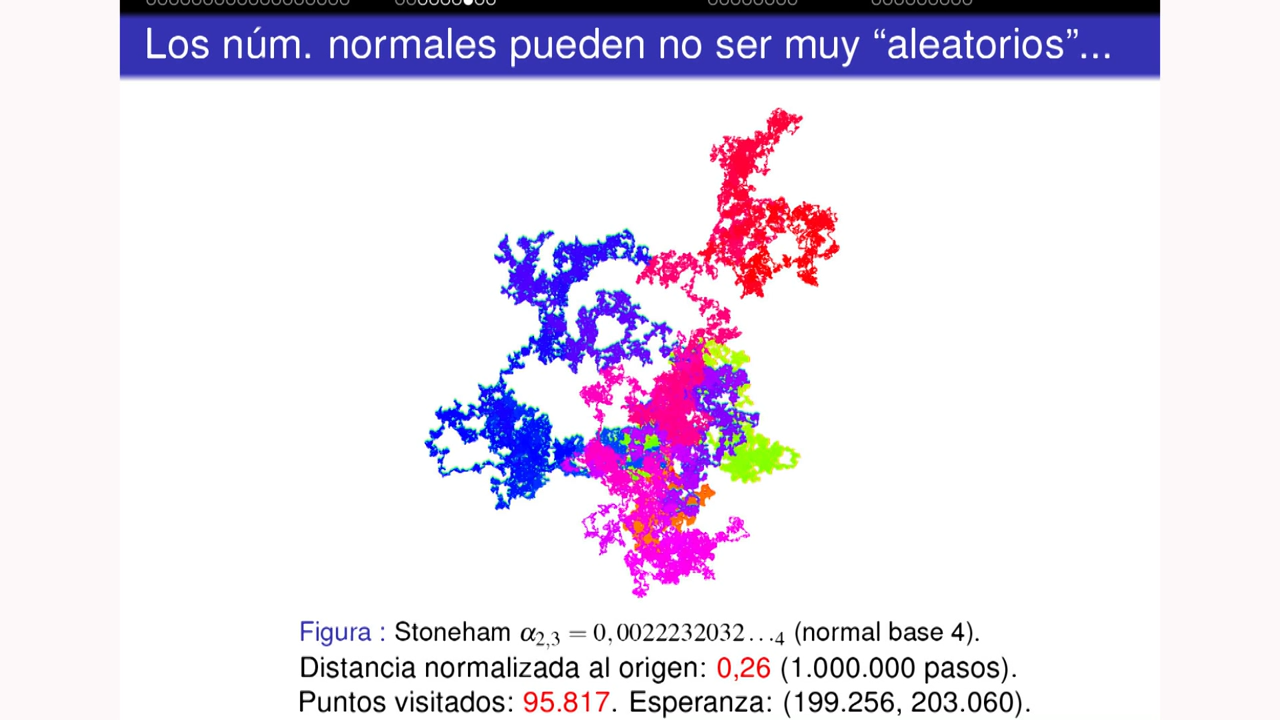 Los núm. normales pueden no ser muy “aleatorios”...
Figura : Stoneham α2,3 = 0,0022232032...4 (normal base 4).
Distancia normalizada al origen: 0,26 (1.000.000 pasos).
Puntos visitados: 95.817. Esperanza: (199.256, 203.060).